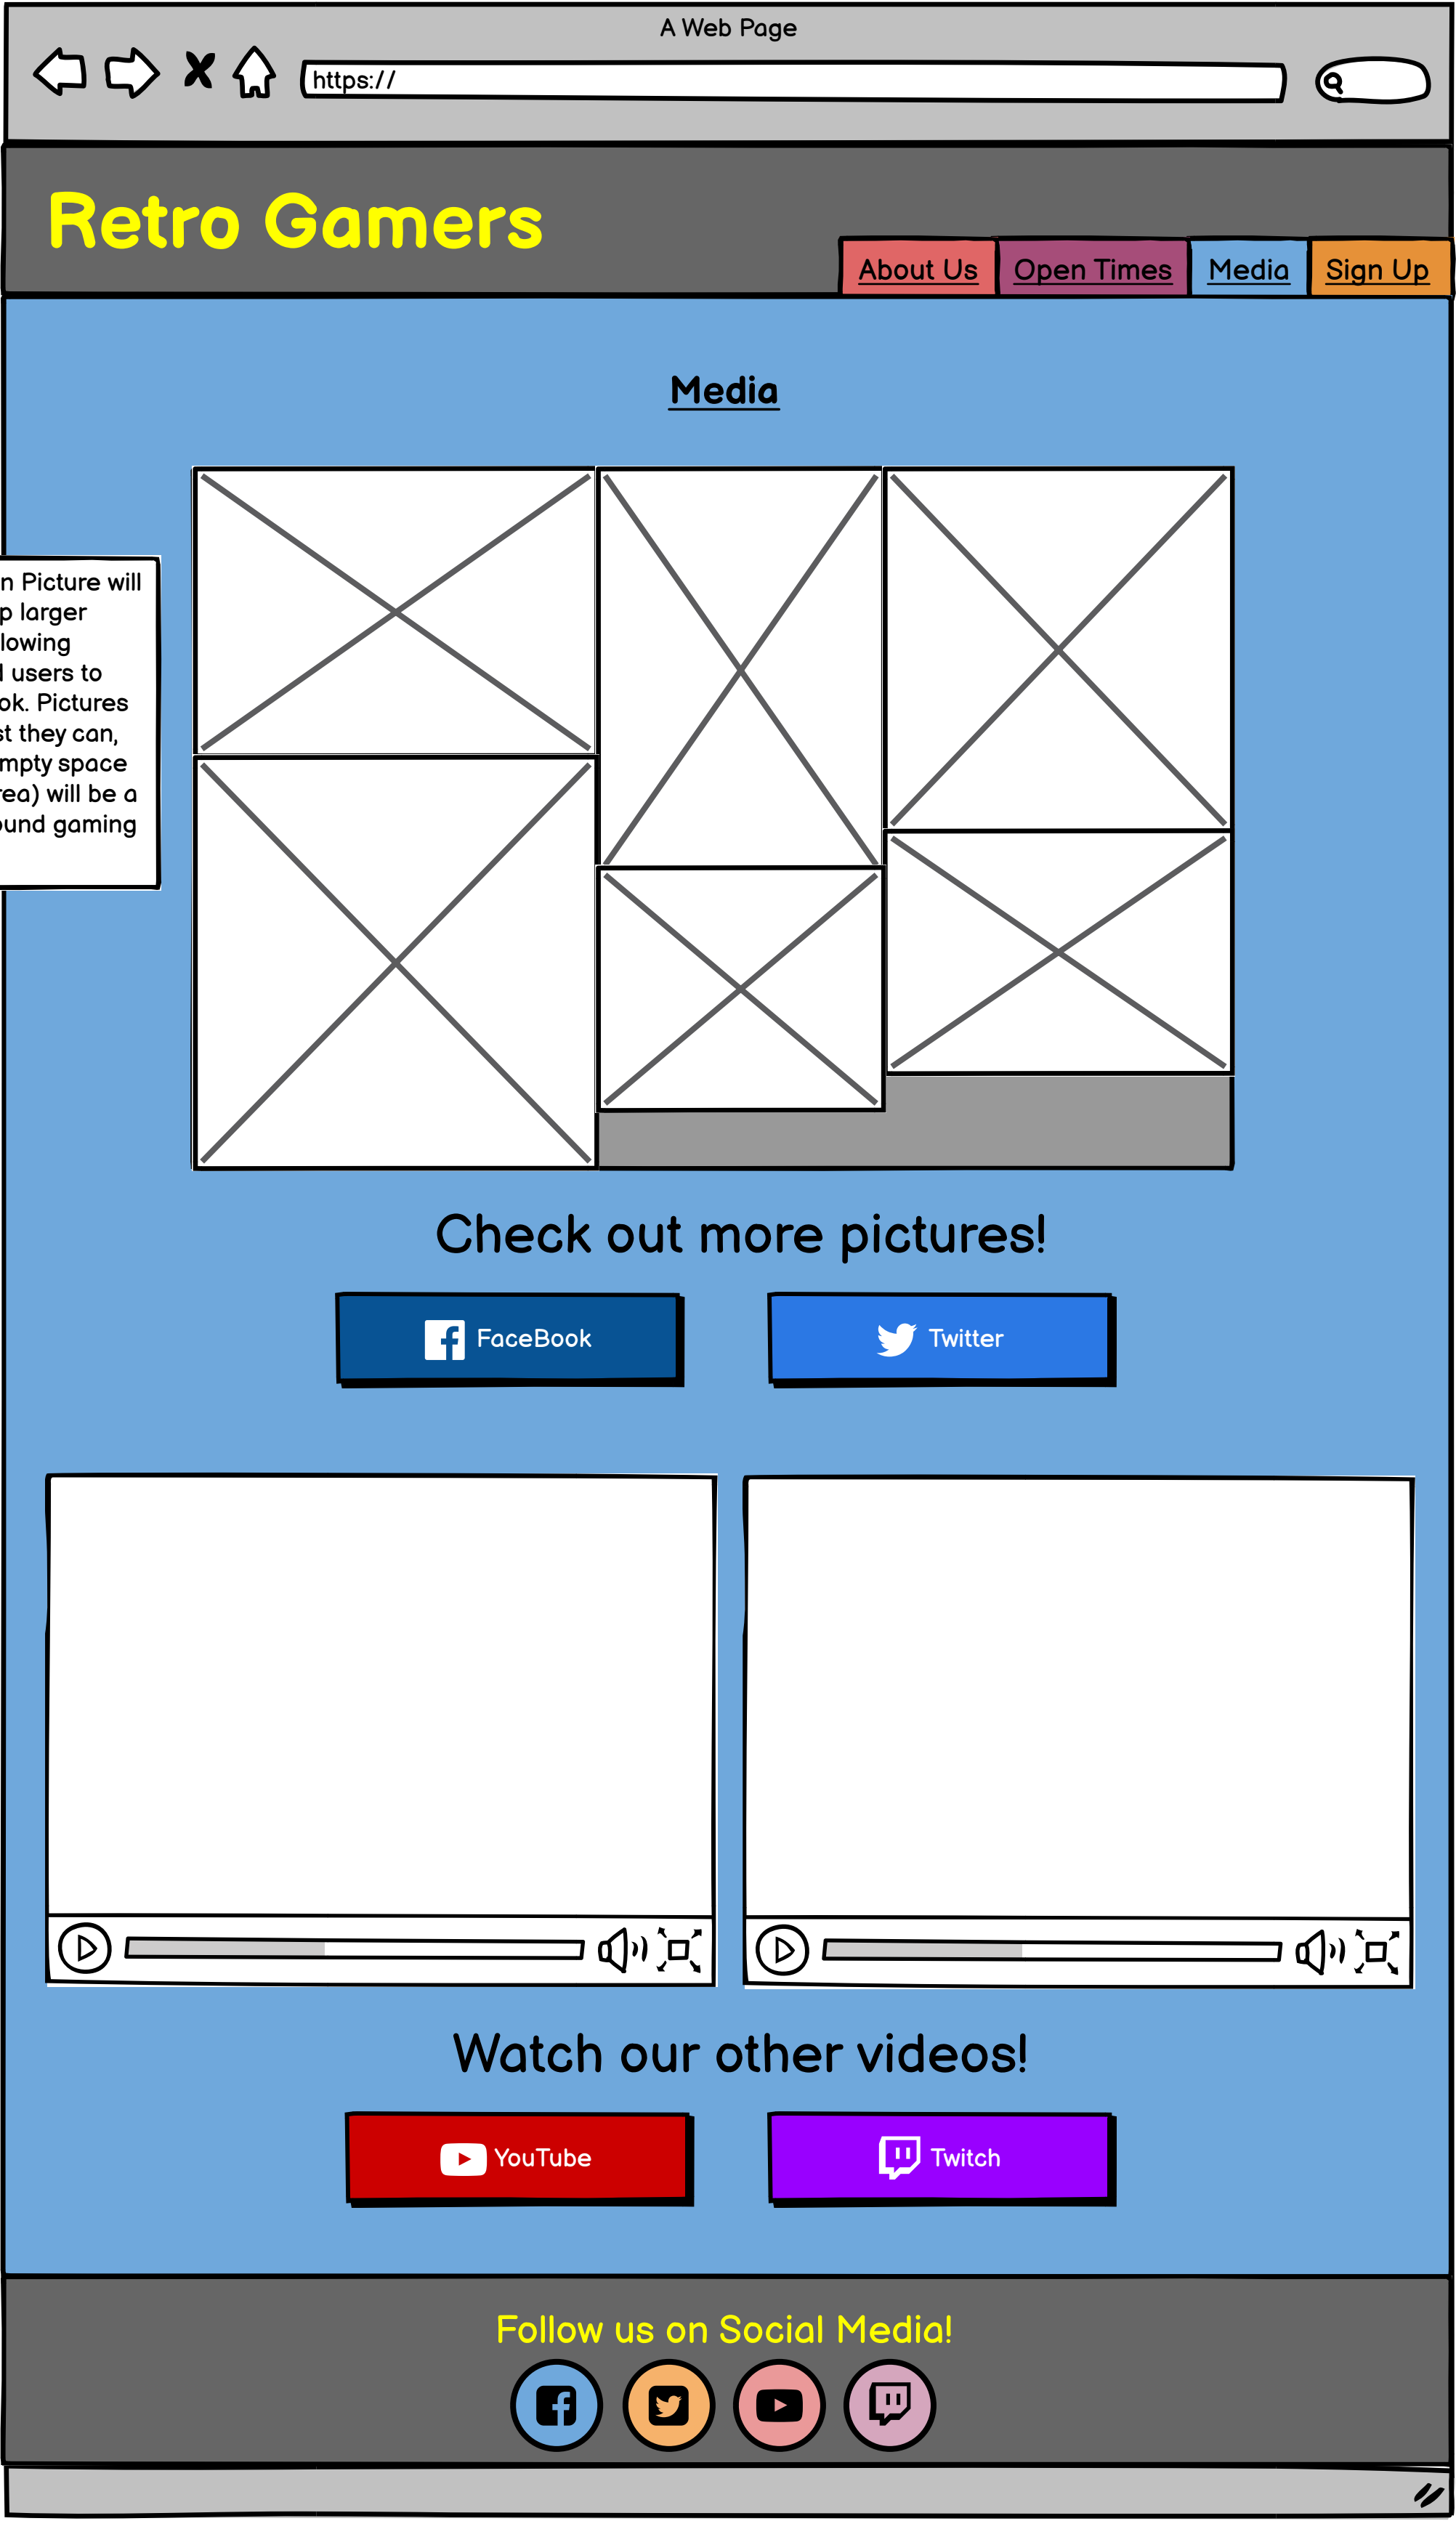 A Web Page
https://
Retro Gamers
About Us
Open Times
Media
Sign Up
Media
n Picture will
p larger
lowing
users to
ok. Pictures
st they can,
mpty space
rea) will be a
ound gaming
Check out more pictures!
FaceBook
Twitter
Watch our other videos!
YouTube
Twitch
Follow us on Social Media!